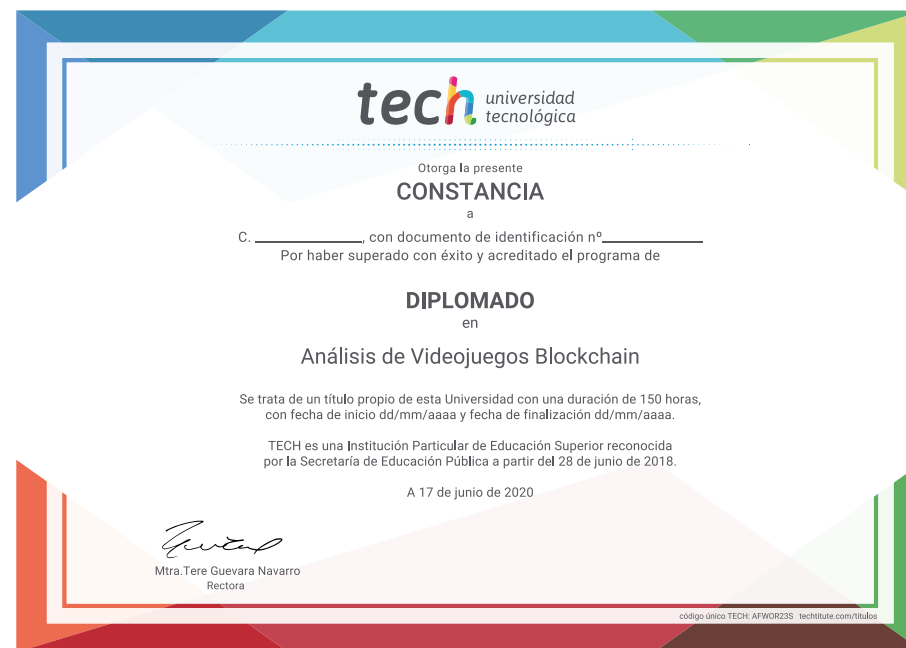 tech universidad
tecnológica
Otorga la presente
CONSTANCIA
a
C. ____________, con documento de identificación nº____________
Por haber superado con éxito y acreditado el programa de
DIPLOMADO
en
Análisis de Videojuegos Blockchain
Se trata de un título propio de esta Universidad con una duración de 150 horas,
con fecha de inicio dd/mm/aaaa y fecha de finalización dd/mm/aaaa.
TECH es una Institución Particular de Educación Superior reconocida
por la Secretaría de Educación Pública a partir del 28 de junio de 2018.
A 17 de junio de 2020
Mtra.Tere Guevara Navarro
Rectora
código único TECH: AFWOR23S techtitute.com/titulos